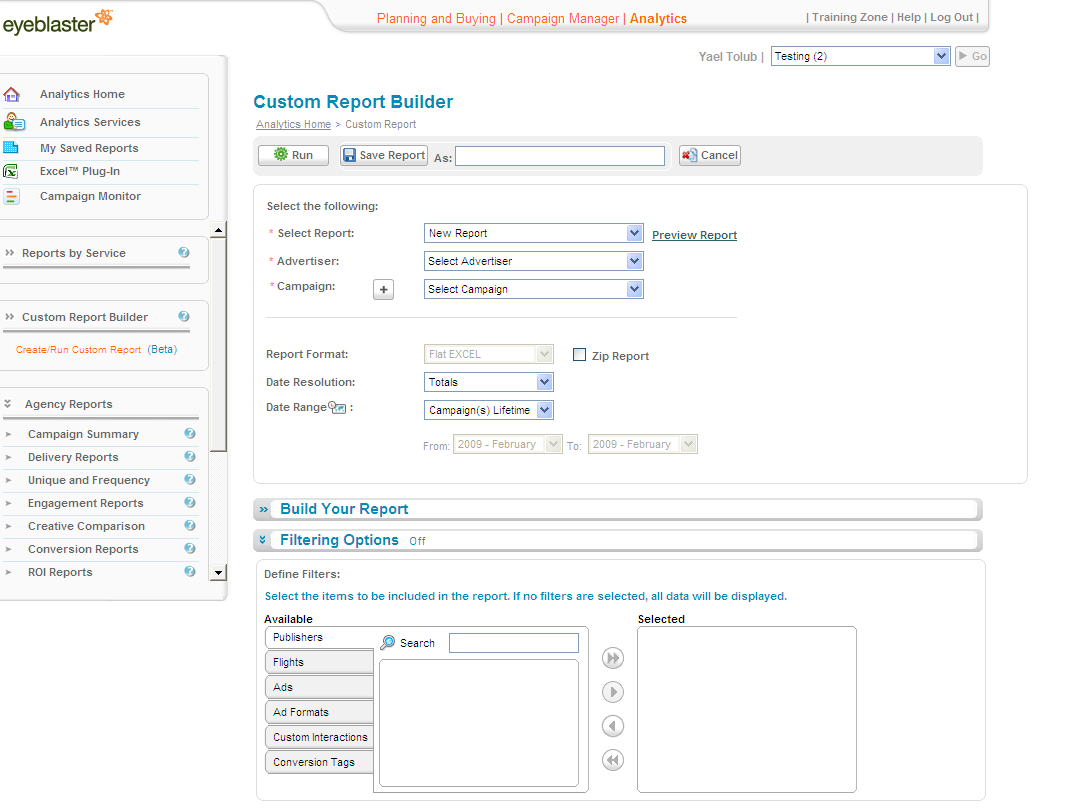 eyeblaster
Planning and Buying | Campaign Manager | Analytics
| Training Zone | Help | Log Out |
Yael Tolub | Testing (2) Go
Analytics Home
Analytics Services
My Saved Reports
Excel™ Plug-In
Campaign Monitor
Reports by Service
Custom Report Builder
Create/Run Custom Report (Beta)
Agency Reports
Campaign Summary
Delivery Reports
Unique and Frequency
Engagement Reports
Creative Comparison
Conversion Reports
ROI Reports
Custom Report Builder
Analytics Home > Custom Report
Run Save Report As: Cancel
Select the following:
* Select Report: New Report Preview Report
* Advertiser: Select Advertiser
* Campaign: + Select Campaign
Report Format: Flat EXCEL Zip Report
Date Resolution: Totals
Date Range : Campaign(s) Lifetime
From: 2009 - February To: 2009 - February
Build Your Report
Filtering Options Off
Define Filters:
Select the items to be included in the report. If no filters are selected, all data will be displayed.
Available Selected
Publishers Search
Flights
Ads
Ad Formats
Custom Interactions
Conversion Tags